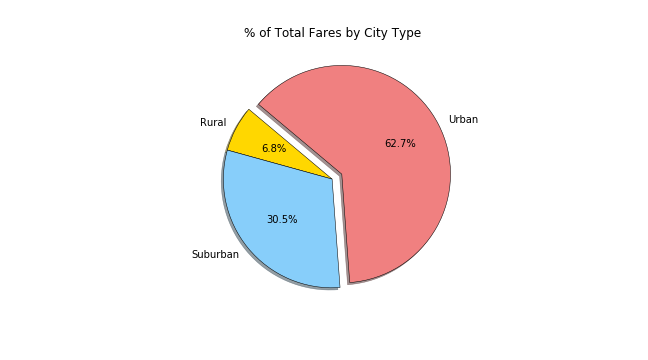 % of Total Fares by City Type
Rural
Urban
62.7%
6.8%
30.5%
Suburban